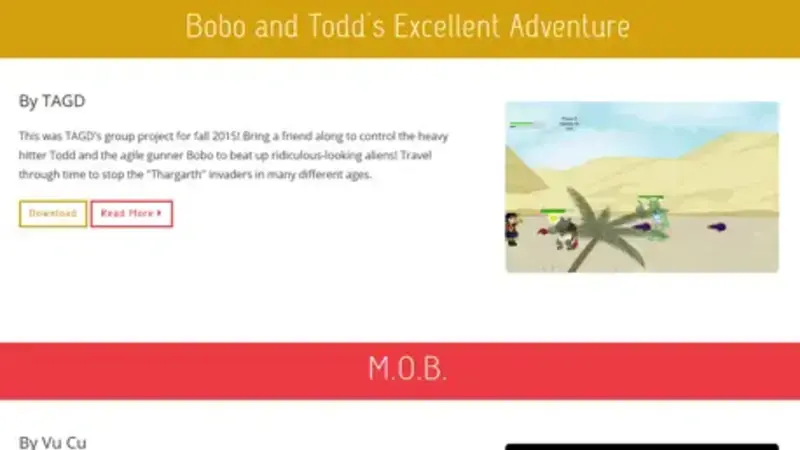 Bobo and Todd's Excellent Adventure
By TAGD
This was TAGD's group project for fall 2015! Bring a friend along to control the heavy
hitter Todd and the agile gunner Bobo to beat up ridiculous-looking aliens! Travel
through time to stop the "Thargarth" invaders in many different ages.
Download
Read More
M.O.B.
By Vu Cu